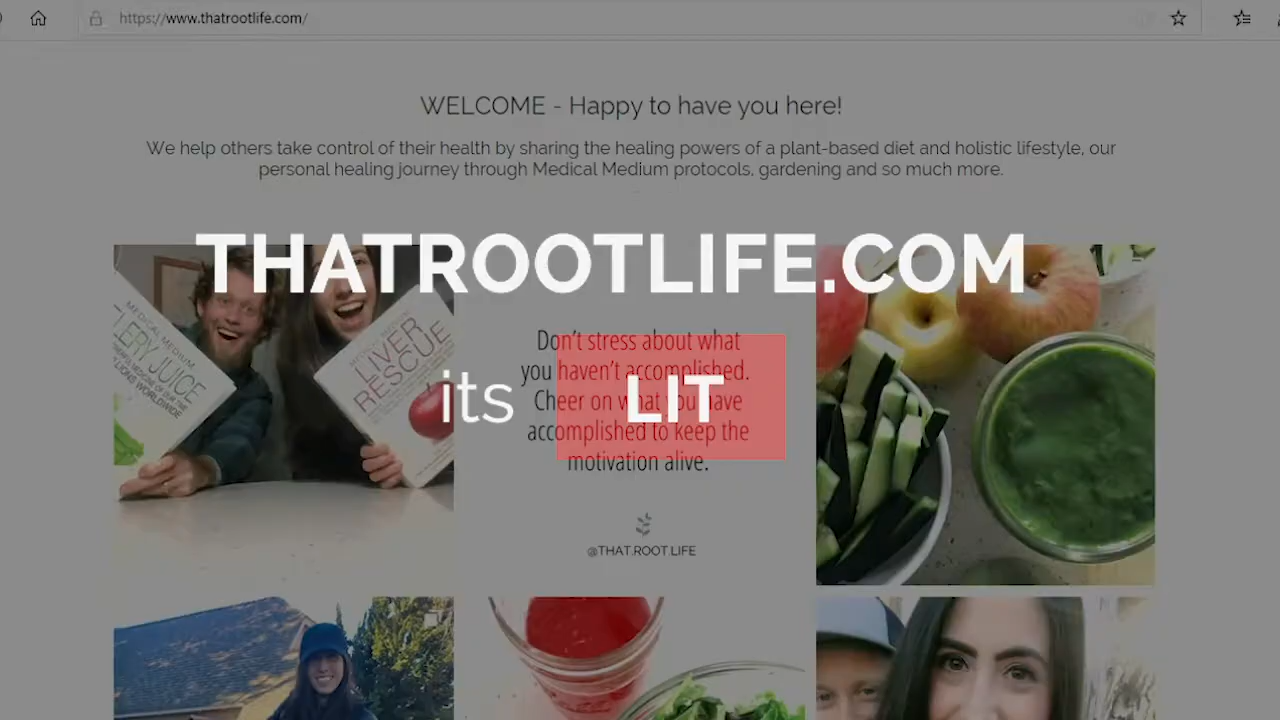 https://www.thatrootlife.com/
WELCOME - Happy to have you here!
We help others take control of their health by sharing the healing powers of a plant-based diet and holistic lifestyle, our
personal healing journey through Medical Medium protocols, gardening and so much more.
THATROOTLIFE.COM
its LIT
MEDICAL MEDIUM
ELERY JUICE
LIONS WORLDWIDE
LIVER
RESCUE
Don't stress about what
you haven't accomplished.
Cheer on what you have
accomplished to keep the
motivation alive.
@THAT.ROOT.LIFE